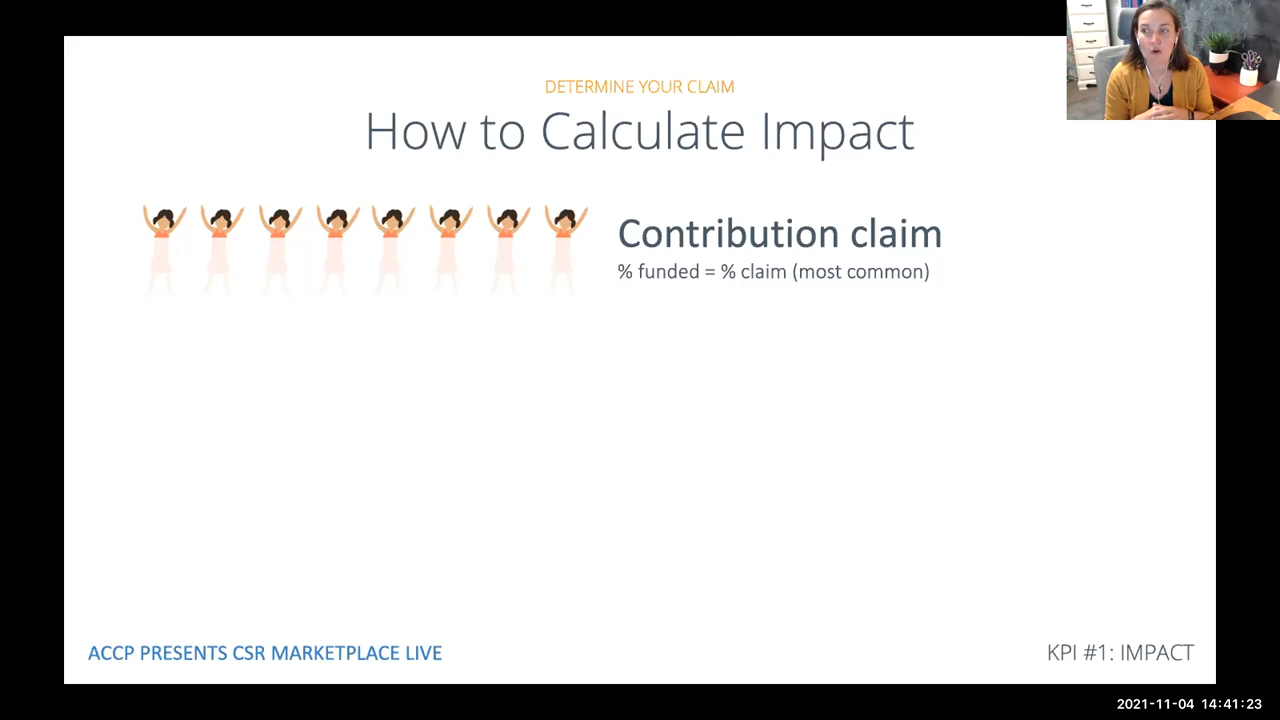 DETERMINE YOUR CLAIM
How to Calculate Impact
Contribution claim
% funded = % claim (most common)
ACCP PRESENTS CSR MARKETPLACE LIVE
KPI #1: IMPACT
2021-11-04 14:41:23